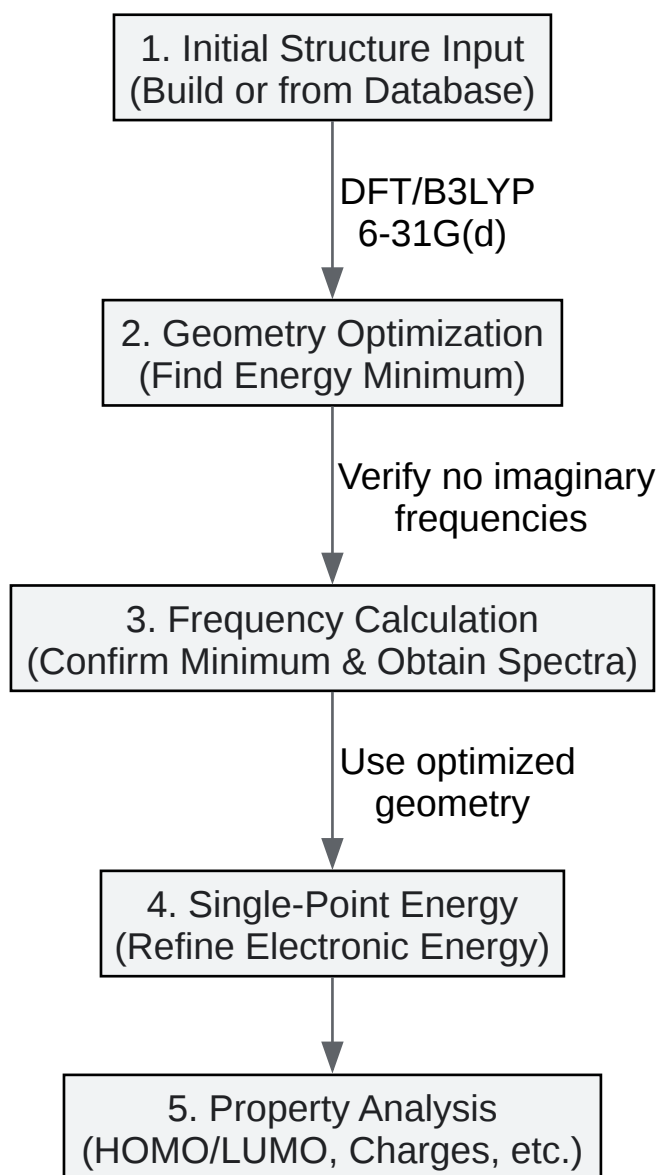 1. Initial Structure Input
(Build or from Database)
DFT/B3LYP
6-31G(d)
2. Geometry Optimization
(Find Energy Minimum)
Verify no imaginary
frequencies
3. Frequency Calculation
(Confirm Minimum & Obtain Spectra)
Use optimized
geometry
4. Single-Point Energy
(Refine Electronic Energy)
5. Property Analysis
(HOMO/LUMO, Charges, etc.)